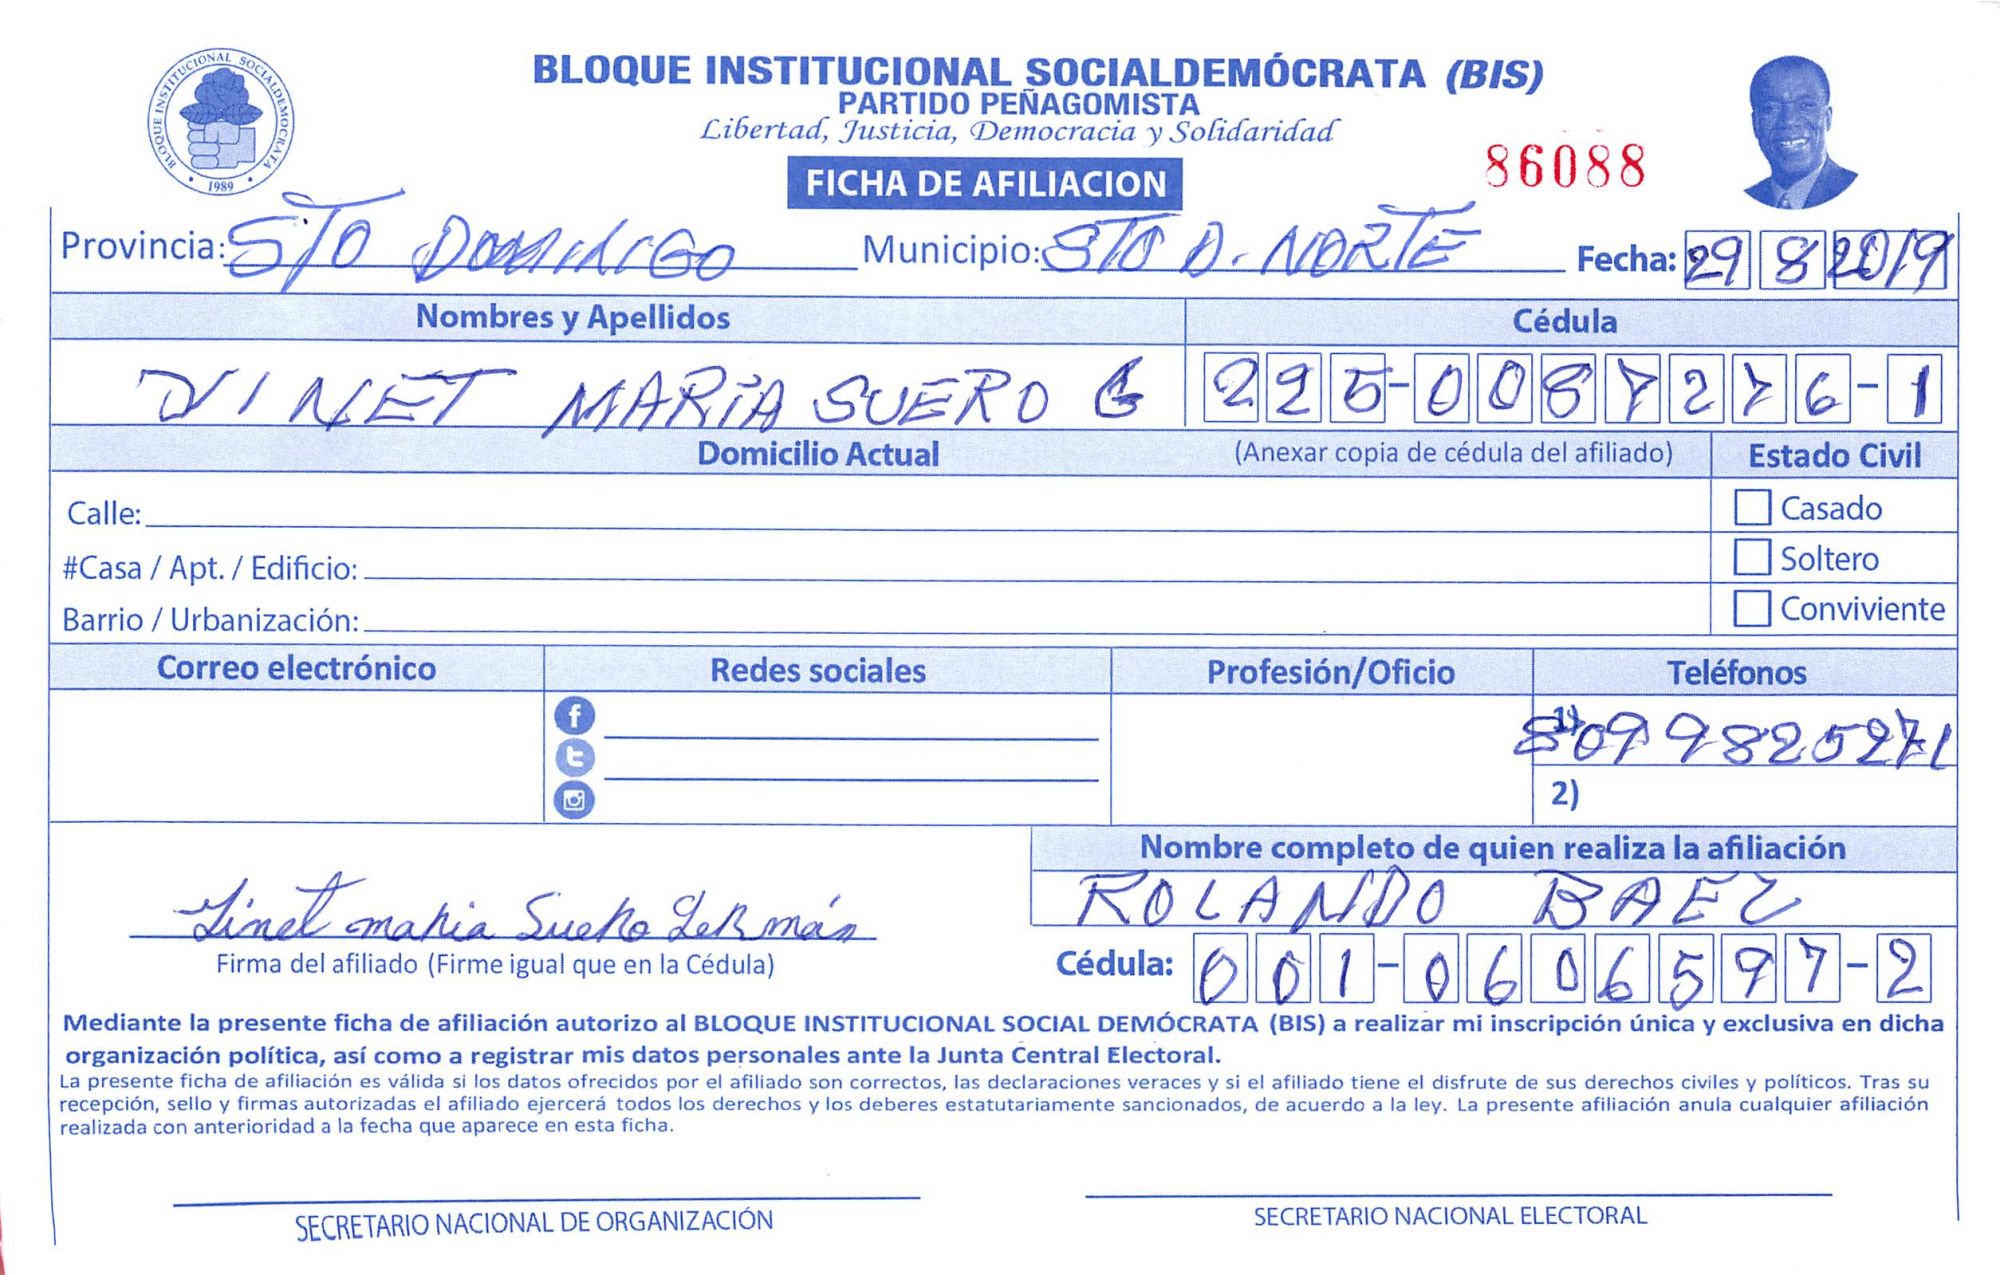 BLOQUE INSTITUCIONAL SOCIALDEMOCRATA
1989
BLOQUE INSTITUCIONAL SOCIALDEMÓCRATA (BIS)
PARTIDO PEÑAGOMISTA
Libertad, Justicia, Democracia y Solidaridad
86088
FICHA DE AFILIACION
Provincia: STO DOMINIGO Municipio: STO D. NORTE Fecha: 29 8 2019
Nombres y Apellidos Cédula
MARIA SUERO G 225-0087276-1
Domicilio Actual (Anexar copia de cédula del afiliado) Estado Civil
Calle: Casado
#Casa / Apt. / Edificio: Soltero
Barrio / Urbanización: Conviviente
Correo electrónico Redes sociales Profesión/Oficio Teléfonos
1) 8099825271
2)
Nombre completo de quien realiza la afiliación
ROLANDO BAEZ
maria Suero
Firma del afiliado (Firme igual que en la Cédula)
Cédula: 001-0606597-2
Mediante la presente ficha de afiliación autorizo al BLOQUE INSTITUCIONAL SOCIAL DEMÓCRATA (BIS) a realizar mi inscripción única y exclusiva en dicha
organización política, así como a registrar mis datos personales ante la Junta Central Electoral.
La presente ficha de afiliación es válida si los datos ofrecidos por el afiliado son correctos, las declaraciones veraces y si el afiliado tiene el disfrute de sus derechos civiles y políticos. Tras su
recepción, sello y firmas autorizadas el afiliado ejercerá todos los derechos y los deberes estatutariamente sancionados, de acuerdo a la ley. La presente afiliación anula cualquier afiliación
realizada con anterioridad a la fecha que aparece en esta ficha.
SECRETARIO NACIONAL DE ORGANIZACIÓN SECRETARIO NACIONAL ELECTORAL